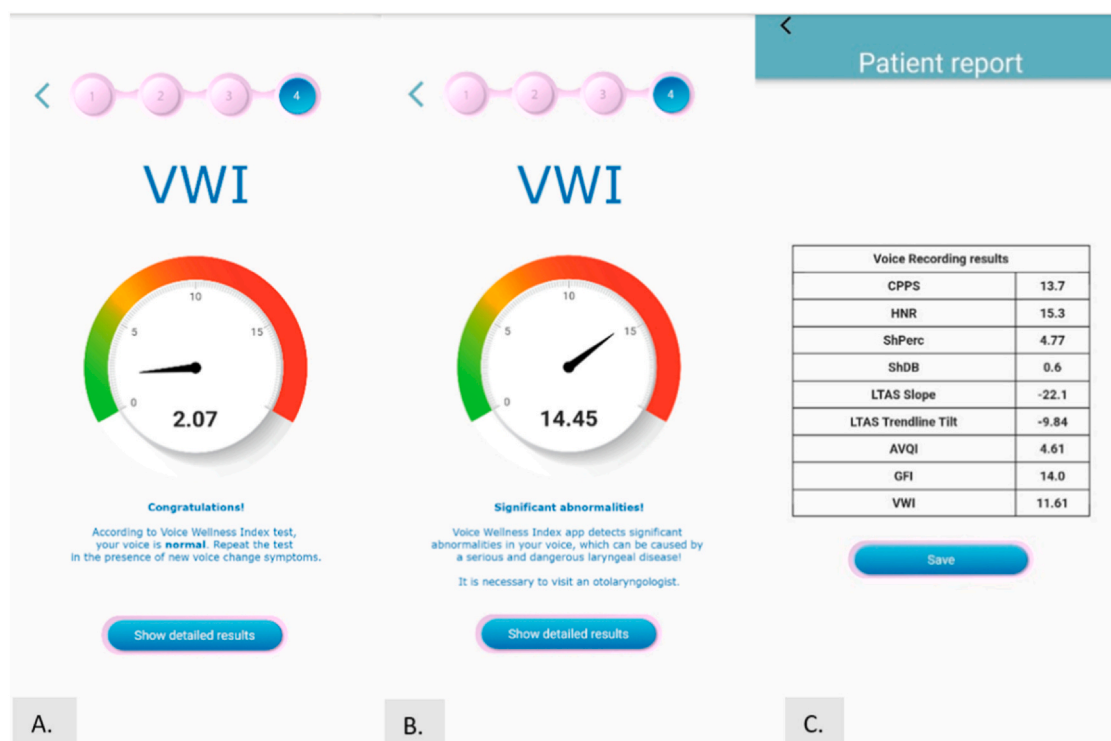 1 2 3 4
VWI
10
5 15
0
2.07
Congratulations!
According to Voice Wellness Index test,
your voice is normal. Repeat the test
in the presence of new voice change symptoms.
Show detailed results
A.
1 2 3 4
VWI
10
5 15
0
14.45
Significant abnormalities!
Voice Wellness Index app detects significant
abnormalities in your voice, which can be caused by
a serious and dangerous laryngeal disease!
It is necessary to visit an otolaryngologist.
Show detailed results
B.
Patient report
Voice Recording results
CPPS 13.7
HNR 15.3
ShPerc 4.77
ShDB 0.6
LTAS Slope -22.1
LTAS Trendline Tilt -9.84
AVQI 4.61
GFI 14.0
VWI 11.61
Save
C.